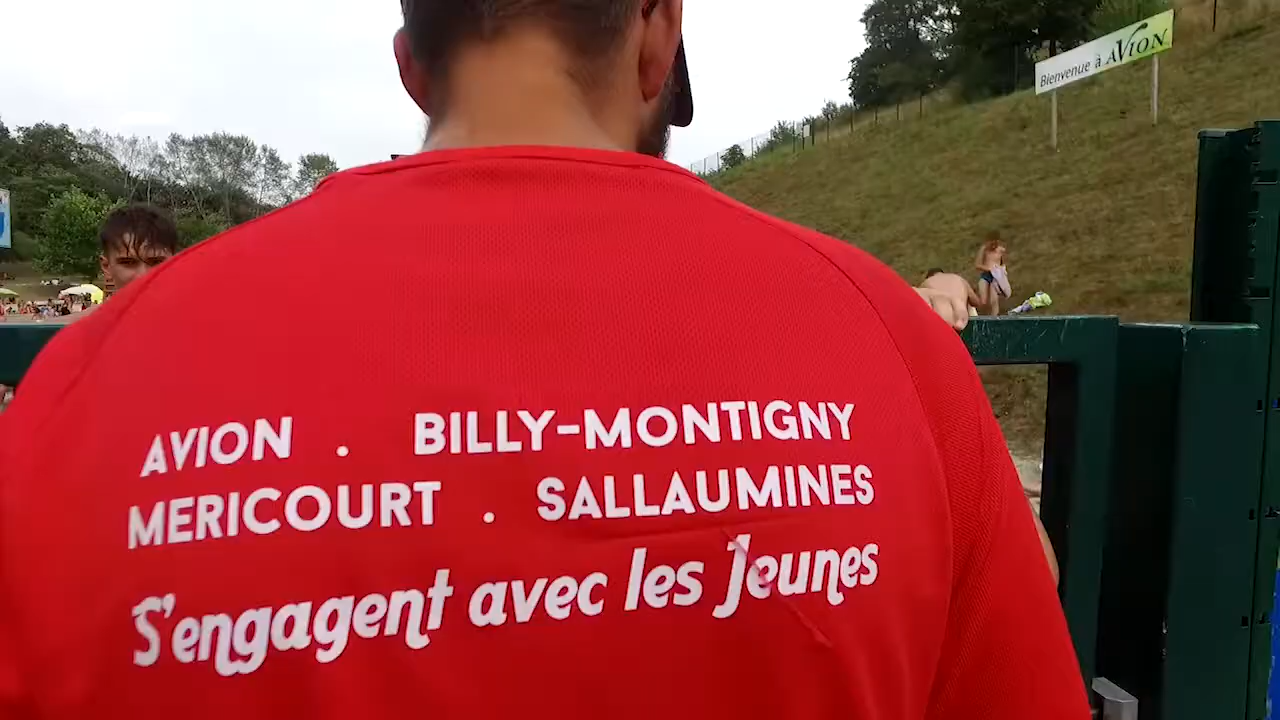 Bienvenue à AVION
AVION . BILLY-MONTIGNY
MERICOURT . SALLAUMINES
S'engagent avec les Jeunes